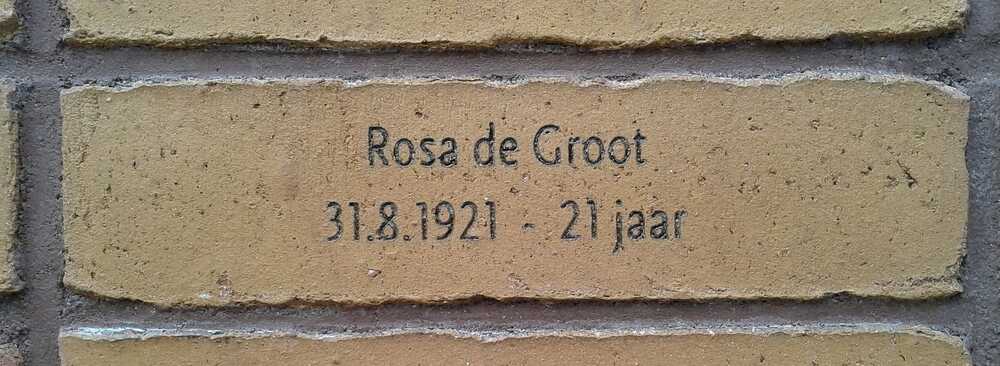 Rosa de Groot
31.8.1921 - 21 jaar